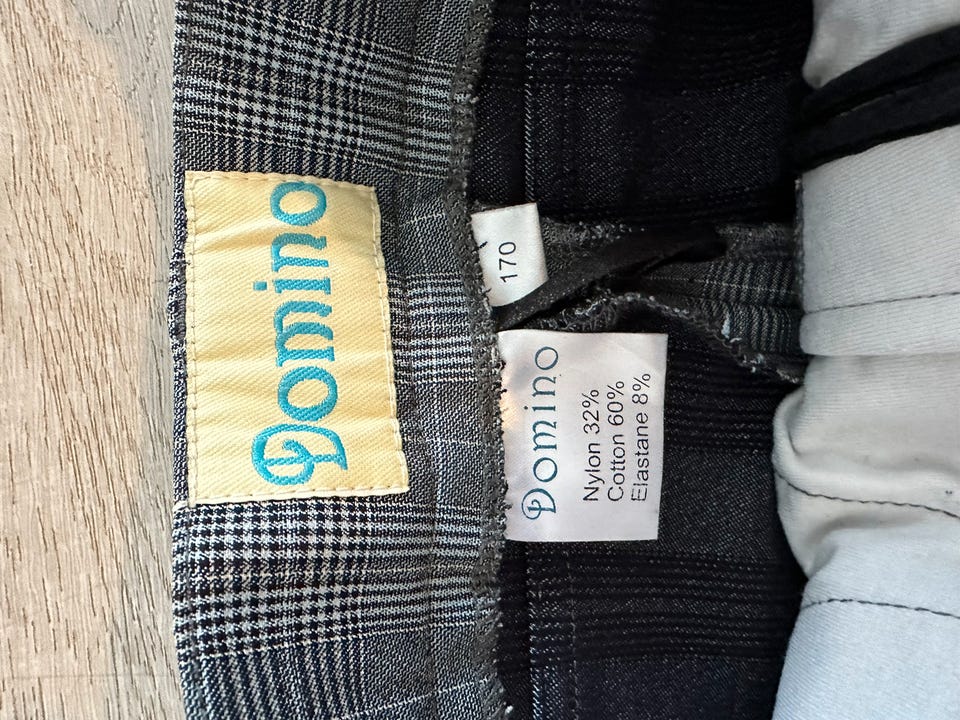 Domino
170
Domino
Nylon 32%
Cotton 60%
Elastane 8%